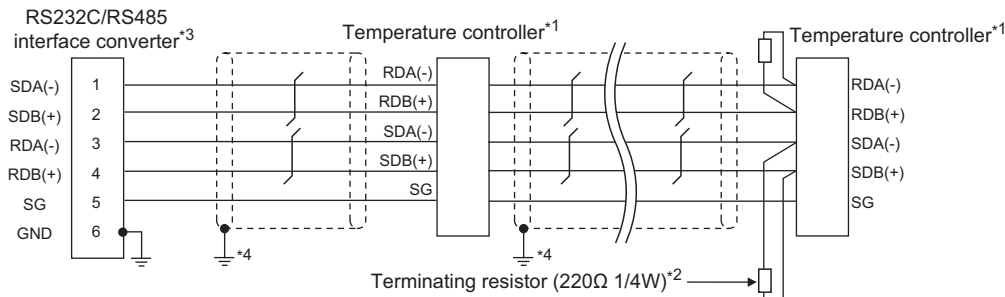 RS232C/RS485
interface converter*3
Temperature controller*1
Temperature controller*1
SDA(-) 1 RDA(-) RDA(-)
SDB(+) 2 RDB(+) RDB(+)
RDA(-) 3 SDA(-) SDA(-)
RDB(+) 4 SDB(+) SDB(+)
SG 5 SG SG
GND 6
*4
*4
Terminating resistor (220Ω 1/4W)*2